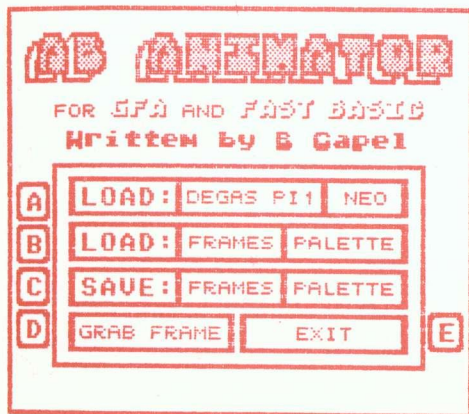 AB ANIMATOR
FOR GFA AND FAST BASIC
Written by B Capel
A LOAD: DEGAS PI1 NEO
B LOAD: FRAMES PALETTE
C SAVE: FRAMES PALETTE
D GRAB FRAME EXIT E